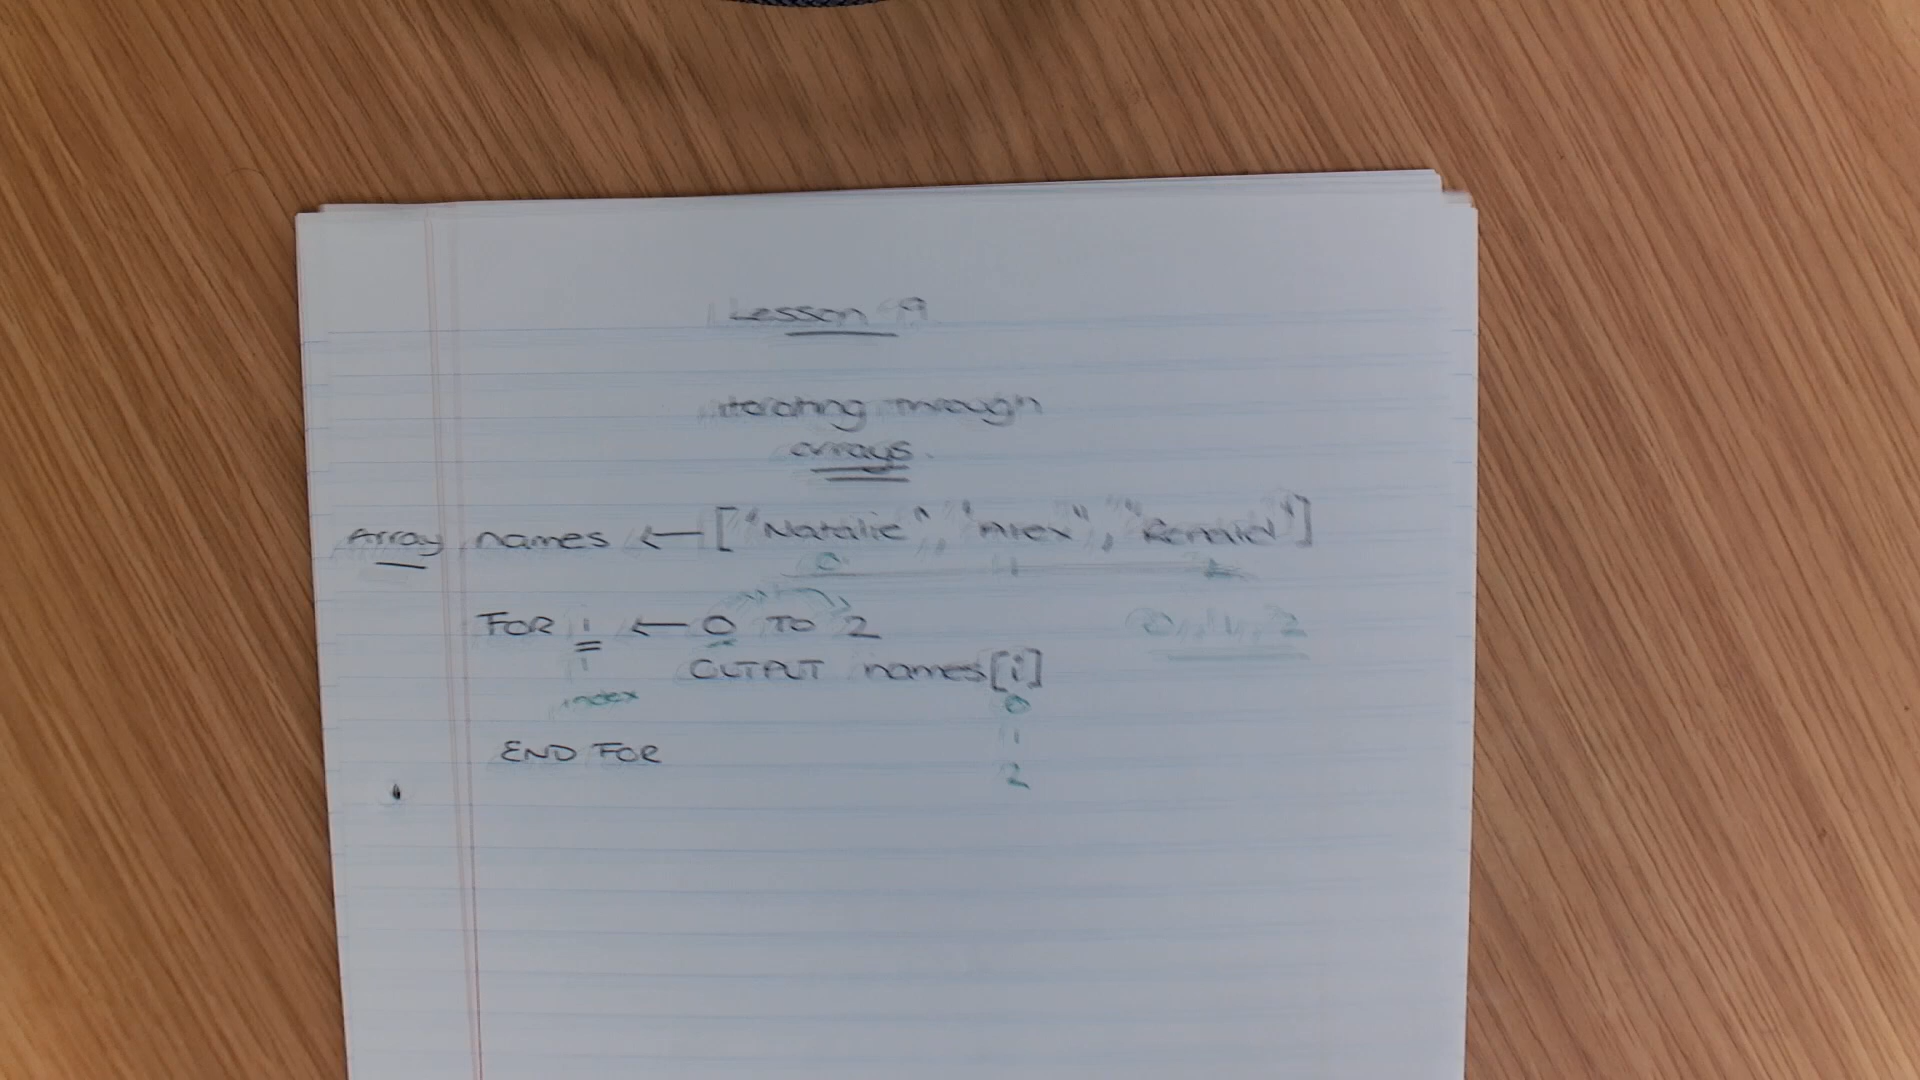 Lesson 9
iterating through
arrays.
Array names ← ["Natalie", "Alex", "Ronald"]
0 1 2
FOR i ← 0 TO 2
0, 1, 2
OUTPUT names[i]
index
0
1
2
END FOR